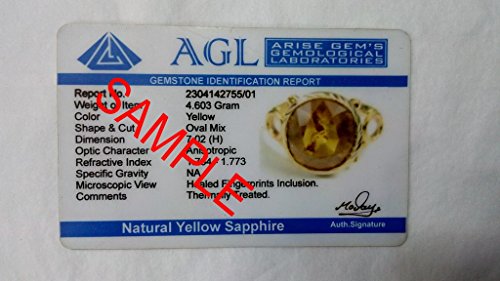 AGL
ARISE GEM'S
GEMOLOGICAL
LABORATORIES
GEMSTONE IDENTIFICATION REPORT
Report No. 2304142755/01
Weight of Item 4.603 Gram
Color Yellow
Shape & Cut Oval Mix
Dimension 7.02 (H)
Optic Character Anisotropic
Refractive Index 1.773
Specific Gravity NA
Microscopic View Healed Fingerprints Inclusion.
Comments Thermally Treated.
SAMPLE
Natural Yellow Sapphire
Auth.Signature